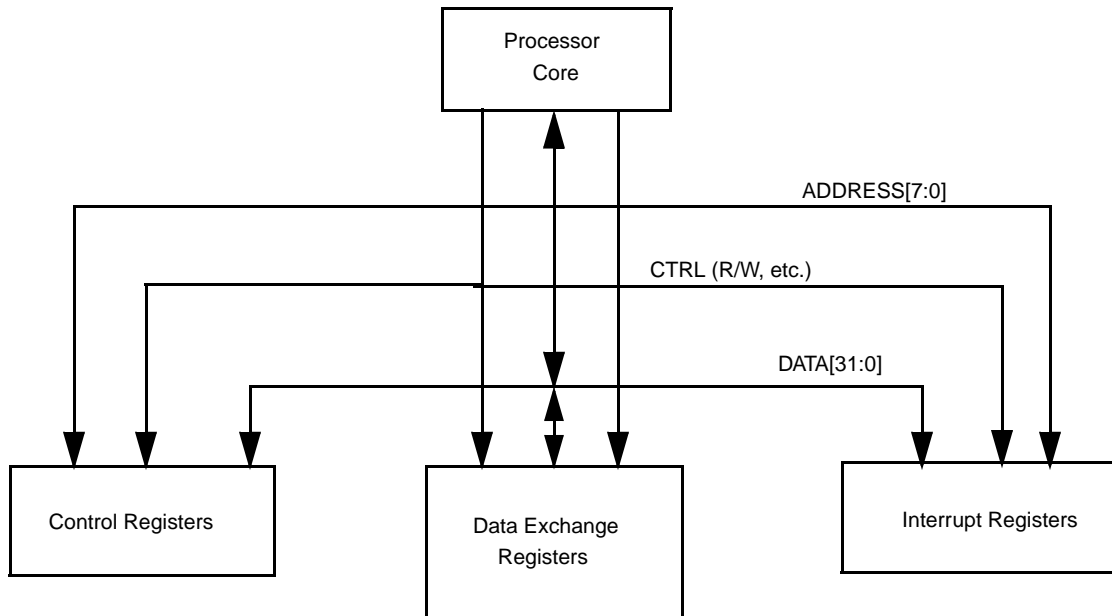 Processor
Core
ADDRESS[7:0]
CTRL (R/W, etc.)
DATA[31:0]
Control Registers
Data Exchange
Registers
Interrupt Registers